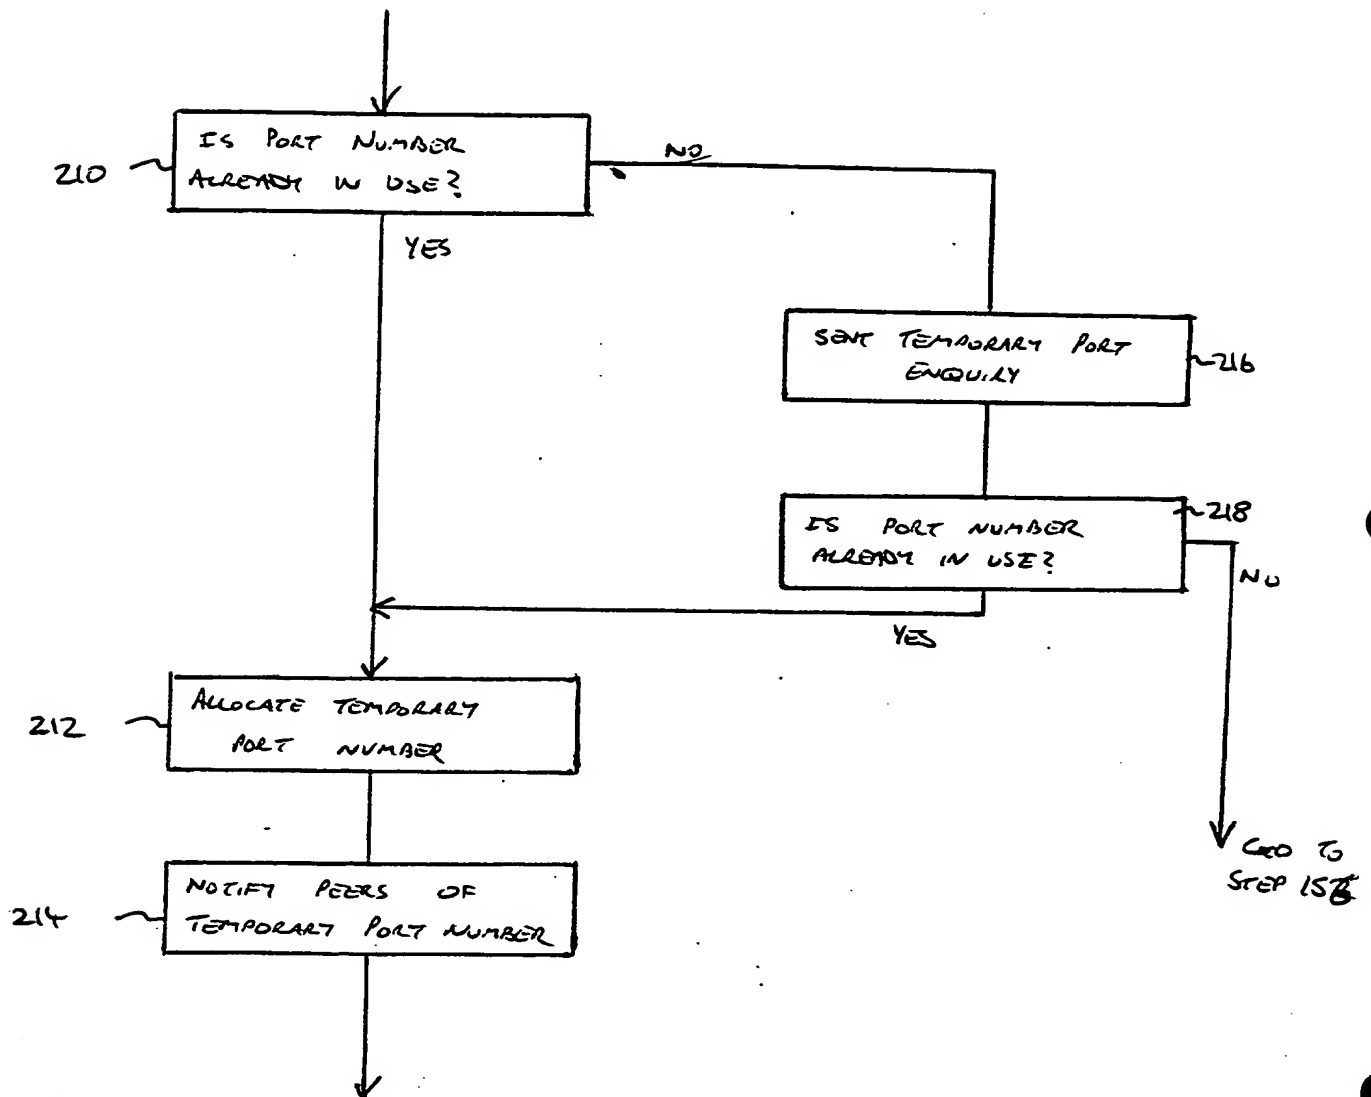 IS PORT NUMBER
ALREADY IN USE?
210
NO
YES
SENT TEMPORARY PORT
ENQUIRY
216
IS PORT NUMBER
ALREADY IN USE?
218
NO
YES
ALLOCATE TEMPORARY
PORT NUMBER
212
GO TO
STEP
NOTIFY PEERS OF
TEMPORARY PORT NUMBER
214